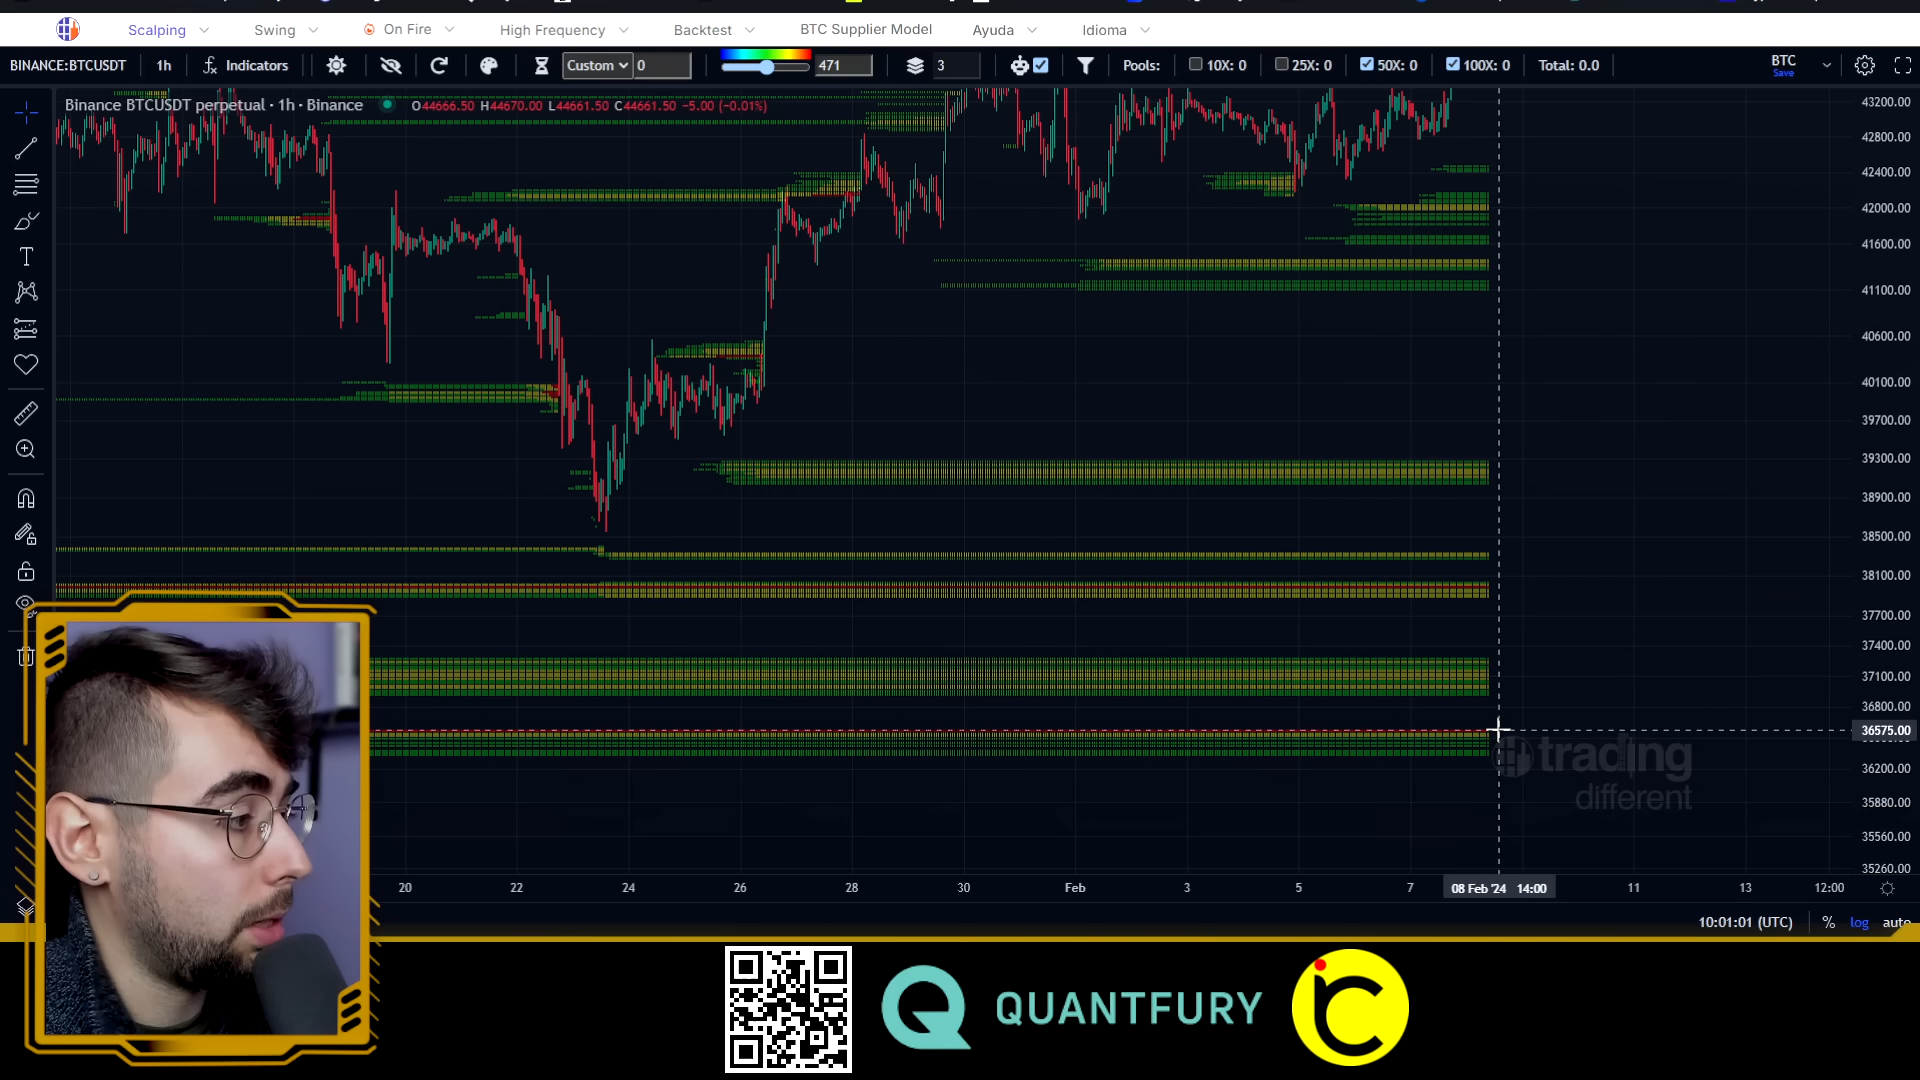 Scalping Swing On Fire High Frequency Backtest BTC Supplier Model Ayuda Idioma
BINANCE:BTCUSDT 1h Indicators Custom 0 471 3 Pools: 10X: 0 25X: 0 50X: 0 100X: 0 Total: 0.0 BTC
Save
Binance BTCUSDT perpetual · 1h · Binance O44666.50 H44670.00 L44661.50 C44661.50 -5.00 (-0.01%)
43200.00
42800.00
42400.00
42000.00
41600.00
41100.00
40600.00
40100.00
39700.00
39300.00
38900.00
38500.00
38100.00
37700.00
37400.00
37100.00
36800.00
36575.00
trading
different
36200.00
35880.00
35560.00
35260.00
20 22 24 26 28 30 Feb 3 5 7 08 Feb '24 14:00 11 13 12:00
10:01:01 (UTC) % log auto
QUANTFURY